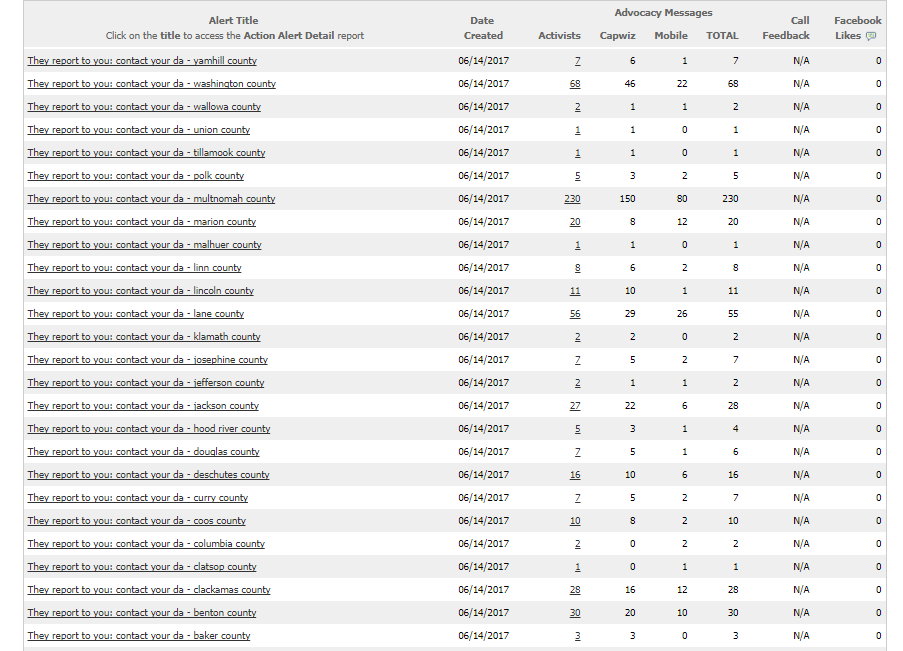 Advocacy Messages
Alert Title Date Call Facebook
Click on the title to access the Action Alert Detail report Created Activists Capwiz Mobile TOTAL Feedback Likes
They report to you: contact your da - yamhill county 06/14/2017 7 6 1 7 N/A 0
They report to you: contact your da - washington county 06/14/2017 68 46 22 68 N/A 0
They report to you: contact your da - wallowa county 06/14/2017 2 1 1 2 N/A 0
They report to you: contact your da - union county 06/14/2017 1 1 0 1 N/A 0
They report to you: contact your da - tillamook county 06/14/2017 1 1 0 1 N/A 0
They report to you: contact your da - polk county 06/14/2017 5 3 2 5 N/A 0
They report to you: contact your da - multnomah county 06/14/2017 230 150 80 230 N/A 0
They report to you: contact your da - marion county 06/14/2017 20 8 12 20 N/A 0
They report to you: contact your da - malhuer county 06/14/2017 1 1 0 1 N/A 0
They report to you: contact your da - linn county 06/14/2017 8 6 2 8 N/A 0
They report to you: contact your da - lincoln county 06/14/2017 11 10 1 11 N/A 0
They report to you: contact your da - lane county 06/14/2017 56 29 26 55 N/A 0
They report to you: contact your da - klamath county 06/14/2017 2 2 0 2 N/A 0
They report to you: contact your da - josephine county 06/14/2017 7 5 2 7 N/A 0
They report to you: contact your da - jefferson county 06/14/2017 2 1 1 2 N/A 0
They report to you: contact your da - jackson county 06/14/2017 27 22 6 28 N/A 0
They report to you: contact your da - hood river county 06/14/2017 5 3 1 4 N/A 0
They report to you: contact your da - douglas county 06/14/2017 7 5 1 6 N/A 0
They report to you: contact your da - deschutes county 06/14/2017 16 10 6 16 N/A 0
They report to you: contact your da - curry county 06/14/2017 7 5 2 7 N/A 0
They report to you: contact your da - coos county 06/14/2017 10 8 2 10 N/A 0
They report to you: contact your da - columbia county 06/14/2017 2 0 2 2 N/A 0
They report to you: contact your da - clatsop county 06/14/2017 1 0 1 1 N/A 0
They report to you: contact your da - clackamas county 06/14/2017 28 16 12 28 N/A 0
They report to you: contact your da - benton county 06/14/2017 30 20 10 30 N/A 0
They report to you: contact your da - baker county 06/14/2017 3 3 0 3 N/A 0